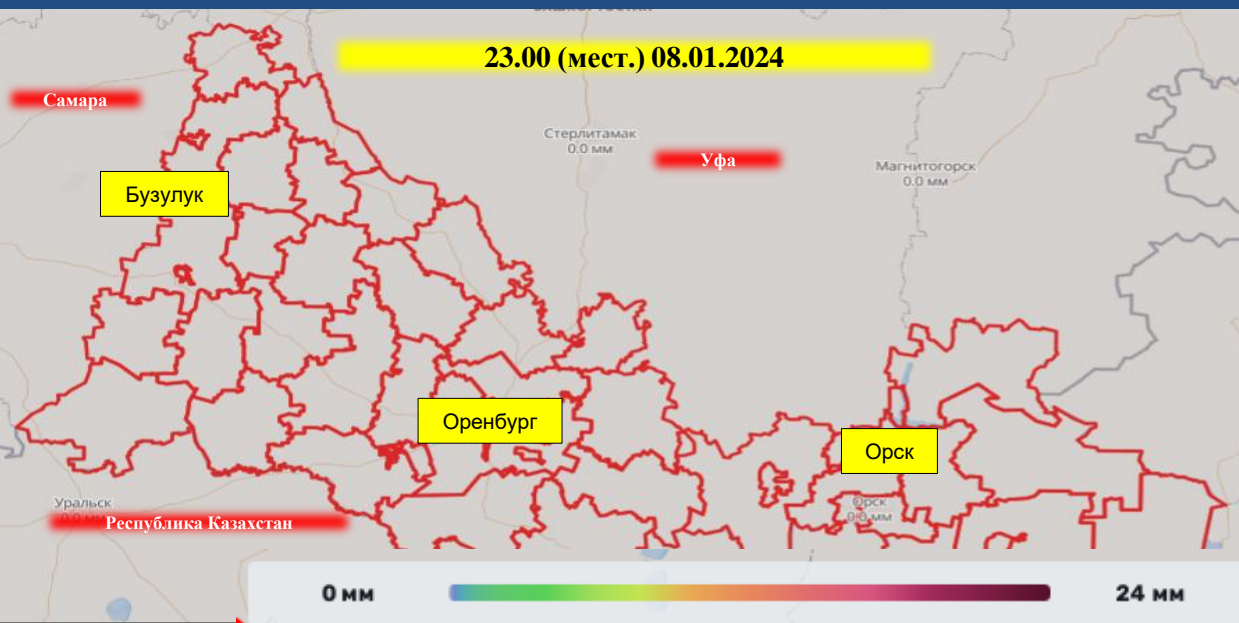 23.00 (мест.) 08.01.2024
Самара
Стерлитамак
0.0 мм
Уфа
Магнитогорск
0.0 мм
Бузулук
Оренбург
Орск
Уральск
Орск
0.0 мм
Республика Казахстан
0 мм
24 мм